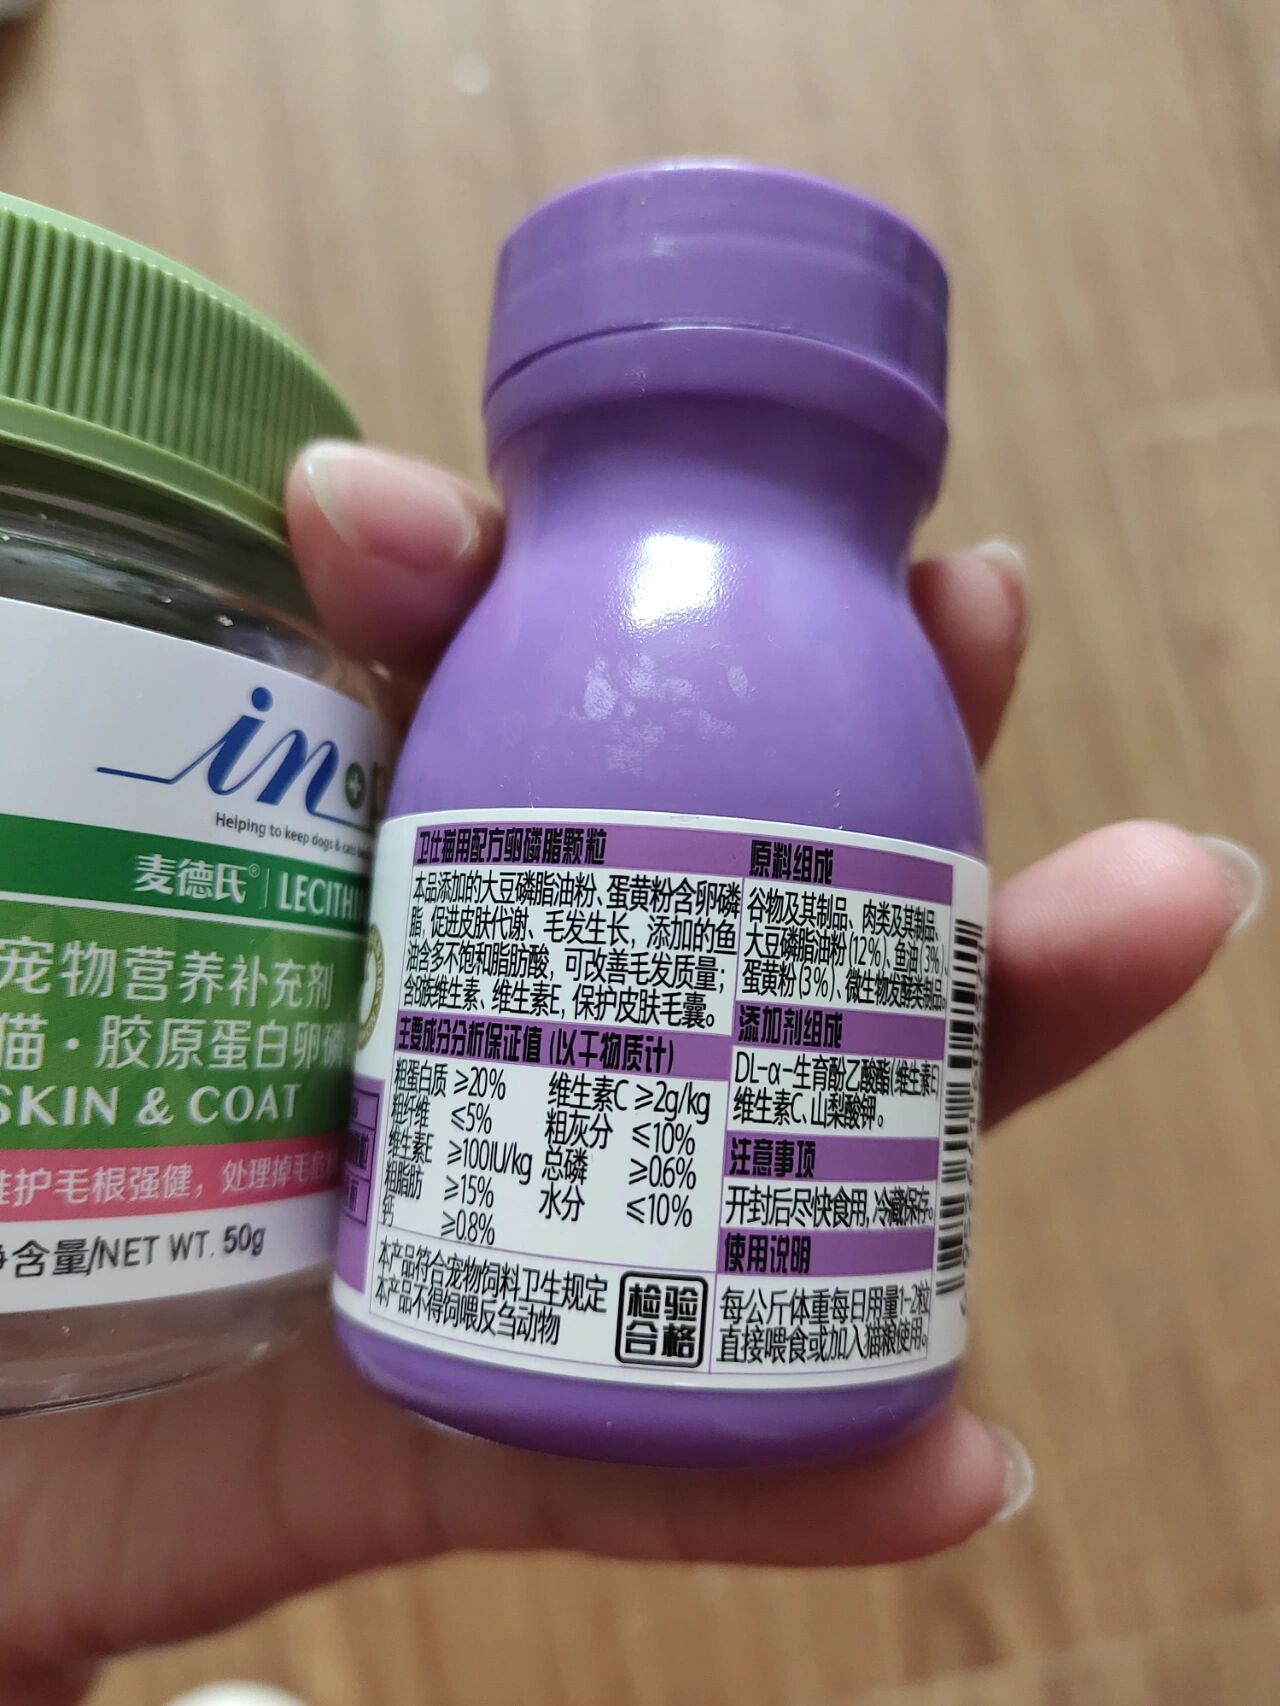 in
Helping to keep dogs & cats
麦德氏® | LECITHI
宠物营养补充剂
猫·胶原蛋白卵磷
SKIN & COAT
维护毛根强健，处理掉毛危
净含量/NET WT. 50g
卫仕猫用配方卵磷脂颗粒
本品添加的大豆磷脂油粉、蛋黄粉含卵磷
脂，促进皮肤代谢、毛发生长，添加的鱼
油含多不饱和脂肪酸，可改善毛发质量；
含B族维生素、维生素E，保护皮肤毛囊。
主要成分分析保证值 (以干物质计)
粗蛋白质 ≥20% 维生素C ≥2g/kg
粗纤维 ≤5% 粗灰分 ≤10%
维生素E ≥100IU/kg 总磷 ≥0.6%
粗脂肪 ≥15% 水分 ≤10%
钙 ≥0.8%
本产品符合宠物饲料卫生规定
本产品不得饲喂反刍动物
检验
合格
原料组成
谷物及其制品、肉类及其制品、
大豆磷脂油粉(12%)、鱼油(3%)、
蛋黄粉(3%)、微生物发酵类制品。
添加剂组成
DL-α-生育酚乙酸酯(维生素E)
维生素C、山梨酸钾。
注意事项
开封后尽快食用，冷藏保存。
使用说明
每公斤体重每日用量1-2粒
直接喂食或加入猫粮使用。